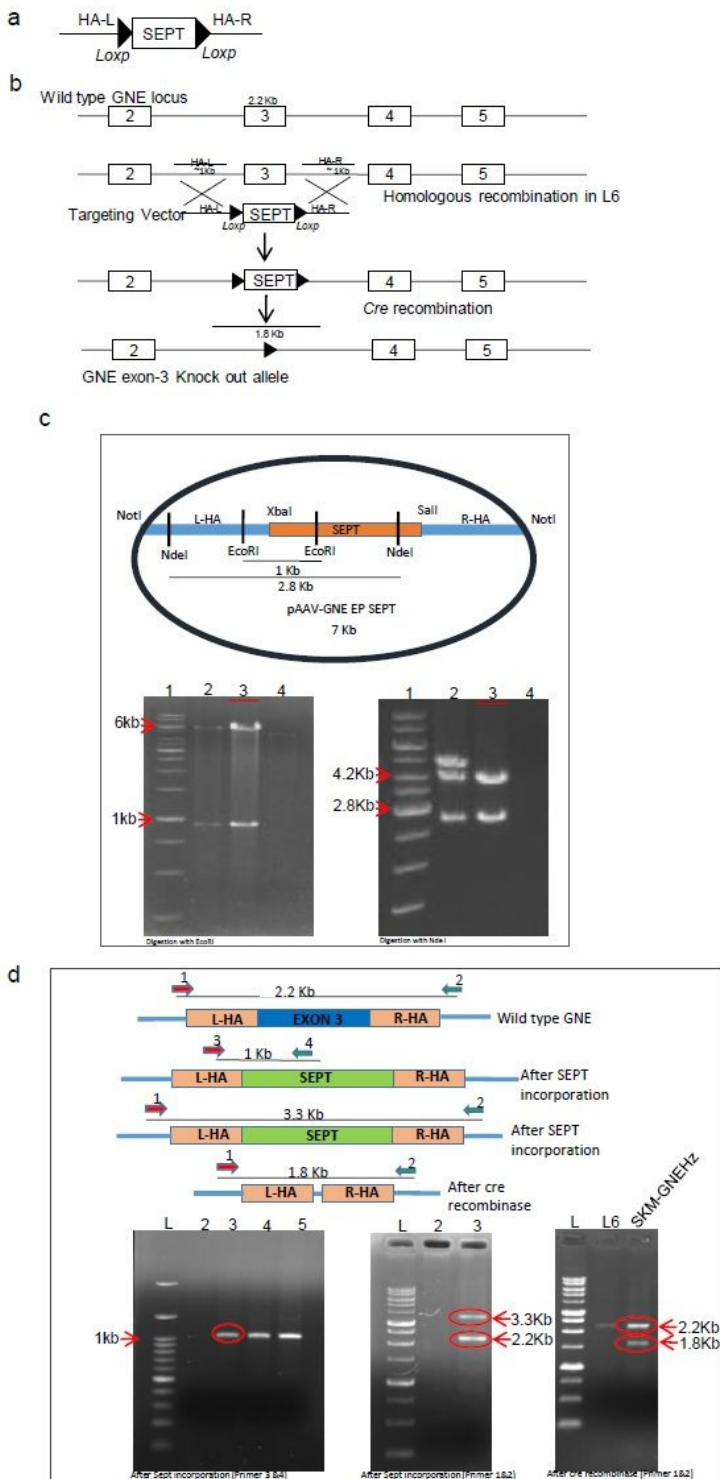 a
HA-L HA-R
SEPT
Loxp Loxp
b
Wild type GNE locus
2.2 Kb
2 3 4 5
HA-L HA-R
~1Kb ~1Kb
2 3 4 5
Homologous recombination in L6
Targeting Vector HA-L SEPT HA-R
Loxp Loxp
2 SEPT 4 5
Cre recombination
1.8 Kb
2 4 5
GNE exon-3 Knock out allele
c
NotI L-HA XbaI SalI R-HA NotI
SEPT
NdeI EcoRI EcoRI NdeI
1 Kb
2.8 Kb
pAAV-GNE EP SEPT
7 Kb
1 2 3 4
6kb
1kb
Digestion with EcoRI
1 2 3 4
4.2Kb
2.8Kb
Digestion with Nde I
d
1 2.2 Kb 2
L-HA EXON 3 R-HA Wild type GNE
3 1 Kb 4
L-HA SEPT R-HA After SEPT
incorporation
1 3.3 Kb 2
L-HA SEPT R-HA After SEPT
incorporation
1 1.8 Kb 2
L-HA R-HA After cre
recombinase
L 2 3 4 5
1kb
After Sept incorporation (Primer 3 &4)
L 2 3
3.3Kb
2.2Kb
After Sept incorporation (Primer 1&2)
L L6 SKM-GNEHz
2.2Kb
1.8Kb
After cre recombinase (Primer 1&2)